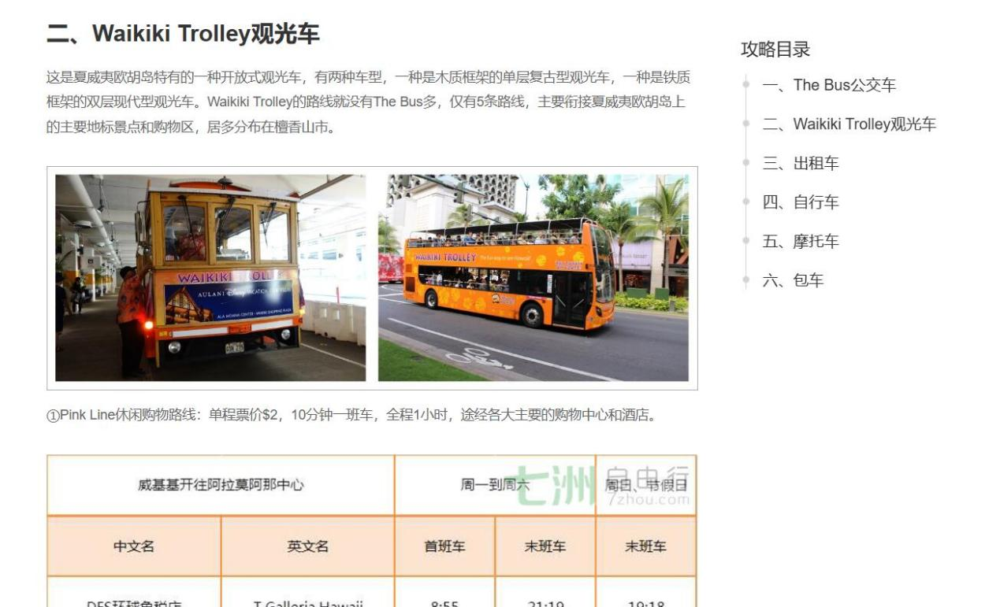 二、Waikiki Trolley观光车
这是夏威夷欧胡岛特有的一种开放式观光车，有两种车型，一种是木质框架的单层复古型观光车，一种是铁质
框架的双层现代型观光车。Waikiki Trolley的路线就没有The Bus多，仅有5条路线，主要衔接夏威夷欧胡岛上
的主要地标景点和购物区，居多分布在檀香山市。
WAIKIKI TROLLEY
AULANI Disney VACATION
ALA MOANA CENTER - WAIKIKI SHOPPING PLAZA
WAIKIKI TROLLEY
①Pink Line休闲购物路线：单程票价$2，10分钟一班车，全程1小时，途经各大主要的购物中心和酒店。
威基基开往阿拉莫阿那中心 周一到周六 周日、节假日
七洲 自由行
7zhou.com
中文名 英文名 首班车 末班车 末班车
DFS环球免税店 T Galleria Hawaii 8:55 21:19 19:18
攻略目录
一、The Bus公交车
二、Waikiki Trolley观光车
三、出租车
四、自行车
五、摩托车
六、包车